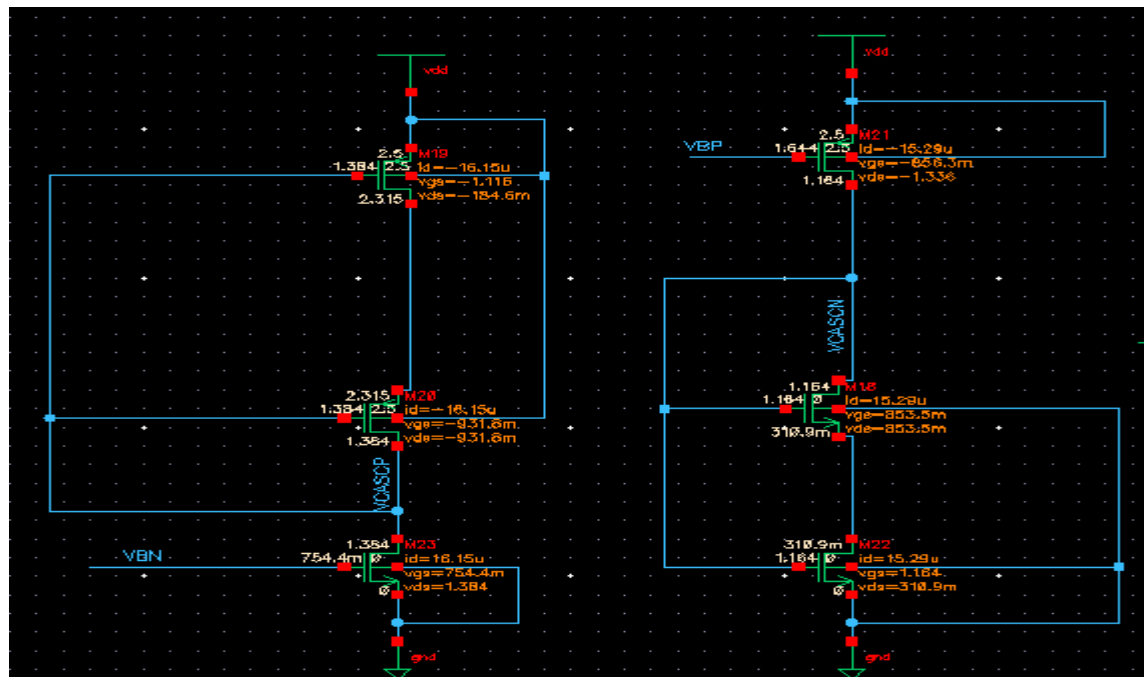 vdd
2.5
M19
1.384 2.5 id=-16.15u
vgs=-1.116
2.315 vds=-184.6m
2.315 M20
1.384 2.5 id=-16.15u
vgs=-931.6m
1.384 vds=-931.6m
VCASCP
VBN
1.384 M23
754.4m 0 id=16.15u
vgs=754.4m
0 vds=1.384
gnd
vdd
VBP
2.5 M21
1.644 2.5 id=-15.29u
vgs=-856.3m
1.164 vds=-1.336
VCASCN
1.164 M18
1.164 0 id=15.29u
vgs=853.5m
310.9m vds=853.5m
310.9m M22
1.164 0 id=15.29u
vgs=1.164
0 vds=310.9m
gnd